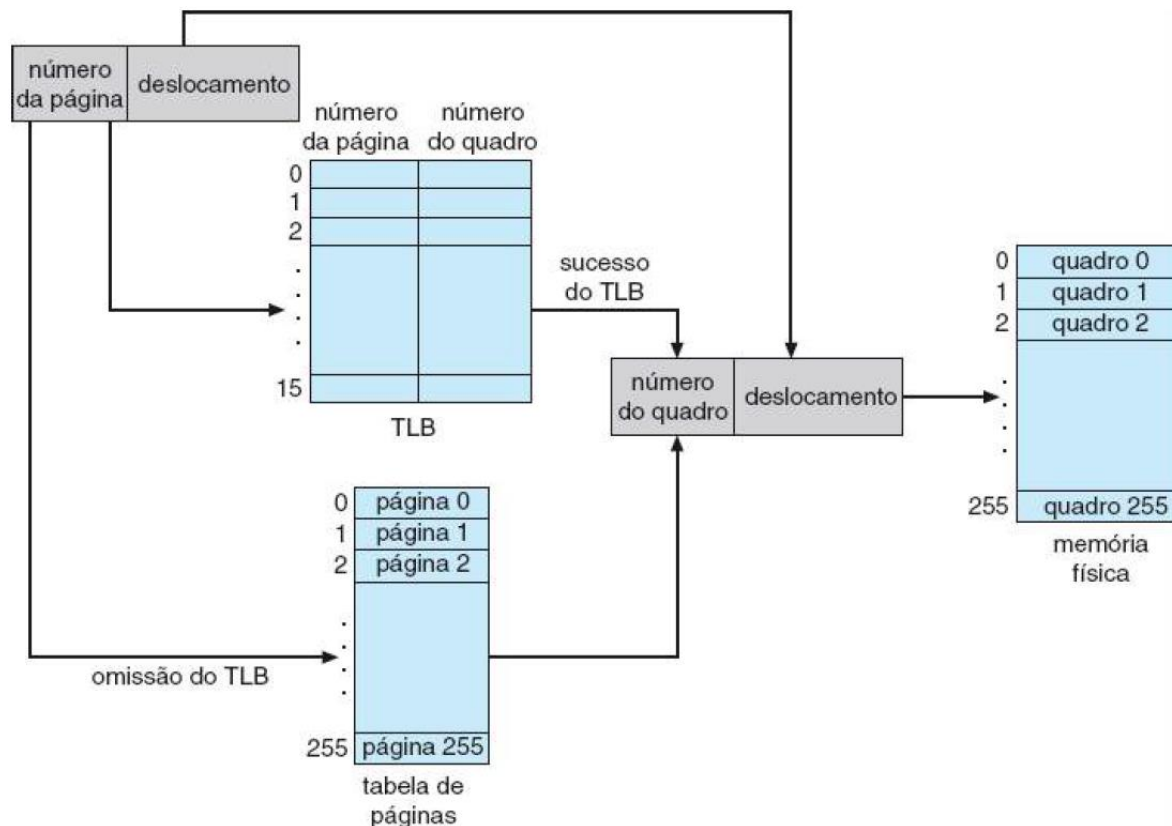 número
da página
deslocamento
número
da página
número
do quadro
0
1
2
15
TLB
sucesso
do TLB
número
do quadro
deslocamento
0
quadro 0
1
quadro 1
2
quadro 2
255
quadro 255
memória
física
0
página 0
1
página 1
2
página 2
omissão do TLB
255
página 255
tabela de
páginas